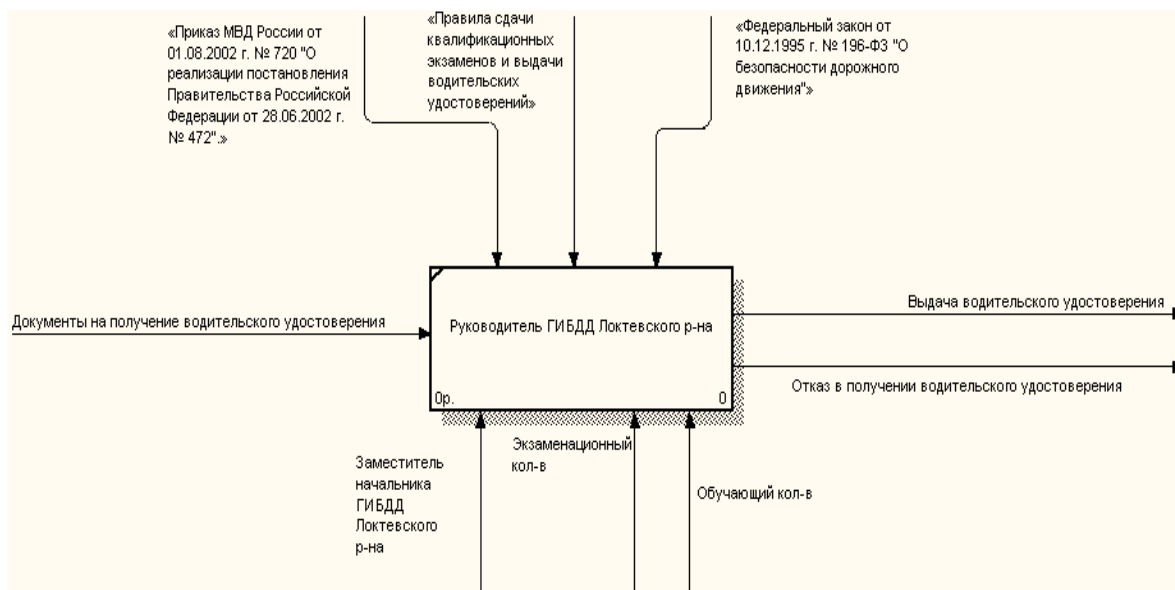 «Приказ МВД России от
01.08.2002 г. № 720 "О
реализации постановления
Правительства Российской
Федерации от 28.06.2002 г.
№ 472".»
«Правила сдачи
квалификационных
экзаменов и выдачи
водительских
удостоверений»
«Федеральный закон от
10.12.1995 г. № 196-ФЗ "О
безопасности дорожного
движения"»
Документы на получение водительского удостоверения
Руководитель ГИБДД Локтевского р-на
0р.
0
Выдача водительского удостоверения
Отказ в получении водительского удостоверения
Заместитель
начальника
ГИБДД
Локтевского
р-на
Экзаменационный
кол-в
Обучающий кол-в